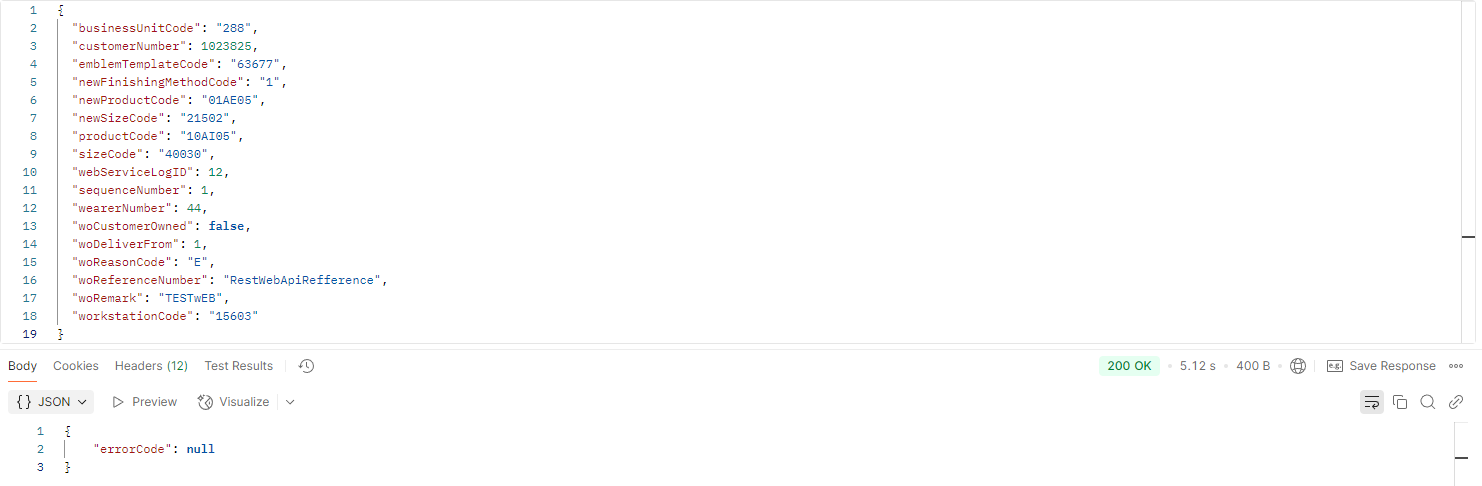 1 {
2 "businessUnitCode": "288",
3 "customerNumber": 1023825,
4 "emblemTemplateCode": "63677",
5 "newFinishingMethodCode": "1",
6 "newProductCode": "01AE05",
7 "newSizeCode": "21502",
8 "productCode": "10AI05",
9 "sizeCode": "40030",
10 "webServiceLogID": 12,
11 "sequenceNumber": 1,
12 "wearerNumber": 44,
13 "woCustomerOwned": false,
14 "woDeliverFrom": 1,
15 "woReasonCode": "E",
16 "woReferenceNumber": "RestWebApiRefference",
17 "woRemark": "TESTwEB",
18 "workstationCode": "15603"
19 }
Body Cookies Headers (12) Test Results 200 OK • 5.12 s • 400 B • e.g. Save Response
{} JSON Preview Visualize
1 {
2 "errorCode": null
3 }